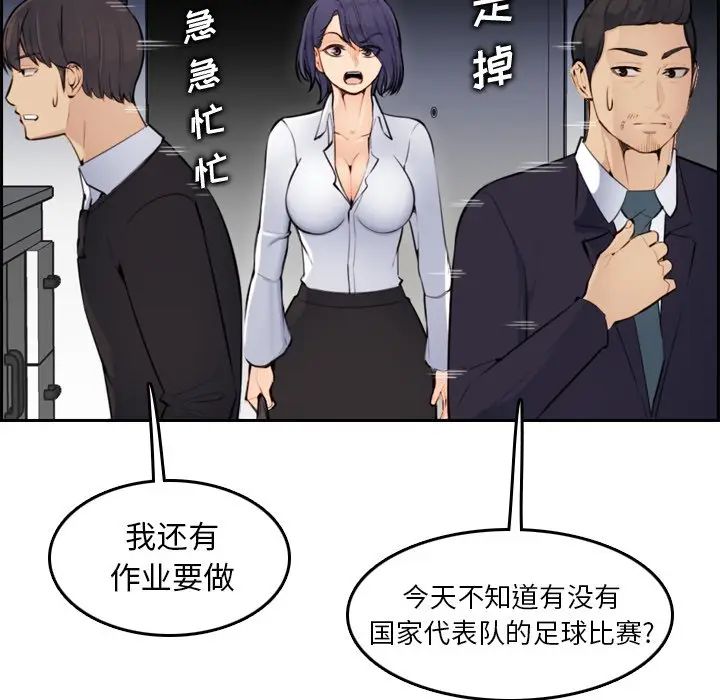 急急忙忙
走掉
我还有
作业要做
今天不知道有没有
国家代表队的足球比赛?